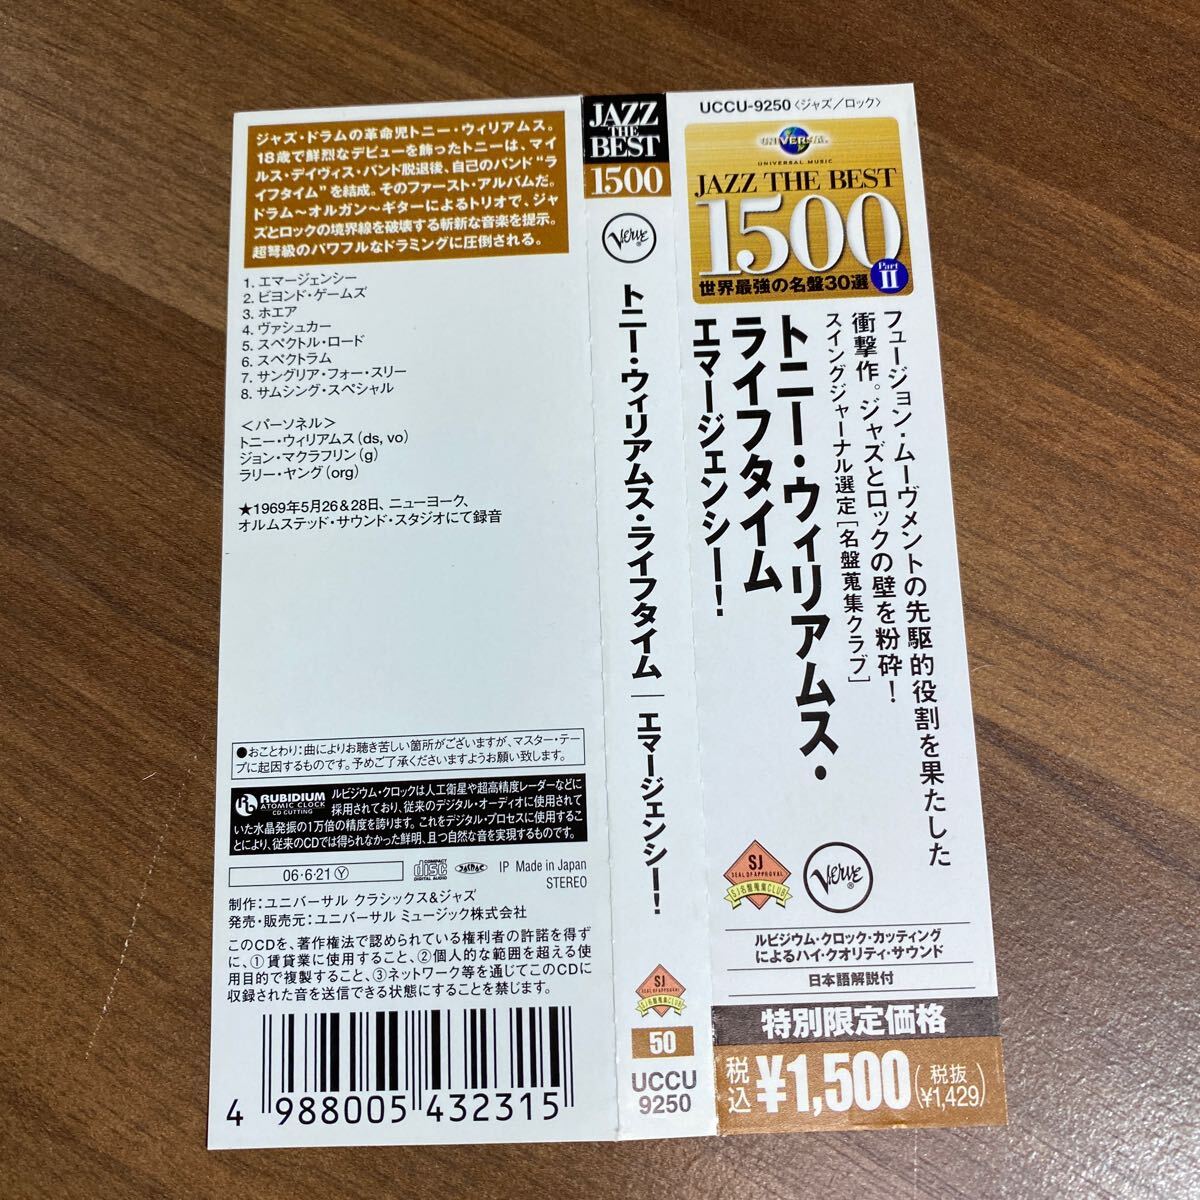 ジャズ・ドラムの革命児トニー・ウィリアムス。
18歳で鮮烈なデビューを飾ったトニーは、マイ
ルス・デイヴィス・バンド脱退後、自己のバンド“ラ
イフタイム”を結成。そのファースト・アルバムだ。
ドラム〜オルガン〜ギターによるトリオで、ジャ
ズとロックの境界線を破壊する斬新な音楽を提示。
超弩級のパワフルなドラミングに圧倒される。
1. エマージェンシー
2. ビヨンド・ゲームズ
3. ホエア
4. ヴァシュカー
5. スペクトル・ロード
6. スペクトラム
7. サングリア・フォー・スリー
8. サムシング・スペシャル
<パーソネル>
トニー・ウィリアムス(ds, vo)
ジョン・マクラフリン(g)
ラリー・ヤング(org)
★1969年5月26&28日、ニューヨーク、
オルムステッド・サウンド・スタジオにて録音
●おことわり:曲によりお聴き苦しい箇所がございますが、マスター・テー
プに起因するものです。予めご了承くださいますようお願い致します。
RUBIDIUM
ATOMIC CLOCK
CD CUTTING
ルビジウム・クロックは人工衛星や超高精度レーダーなどに
採用されており、従来のデジタル・オーディオに使用されて
いた水晶発振の1万倍の精度を誇ります。これをデジタル・プロセスに使用するこ
とにより、従来のCDでは得られなかった鮮明、且つ自然な音を実現するものです。
06・6・21Ⓨ
COMPACT
disc
DIGITAL AUDIO
JASRAC
IP Made in Japan
STEREO
制作:ユニバーサル クラシックス&ジャズ
発売・販売元:ユニバーサル ミュージック株式会社
このCDを、著作権法で認められている権利者の許諾を得ず
に、①賃貸業に使用すること、②個人的な範囲を超える使
用目的で複製すること、③ネットワーク等を通じてこのCDに
収録された音を送信できる状態にすることを禁じます。
4 988005 432315
JAZZ
THE
BEST
1500
Verve
トニー・ウィリアムス・ライフタイム|エマージェンシー!
SJ
SEAL OF APPROVAL
SJ名盤蒐集CLUB
50
UCCU
9250
UCCU-9250〈ジャズ/ロック〉
UNIVERSAL
UNIVERSAL MUSIC
JAZZ THE BEST
1500
Part
II
世界最強の名盤30選
フュージョン・ムーヴメントの先駆的役割を果たした
衝撃作。ジャズとロックの壁を粉砕!
スイングジャーナル選定[名盤蒐集クラブ]
トニー・ウィリアムス・
ライフタイム
エマージェンシー!
SJ
SEAL OF APPROVAL
SJ名盤蒐集CLUB
Verve
ルビジウム・クロック・カッティング
によるハイ・クオリティ・サウンド
日本語解説付
特別限定価格
税込¥1,500(税抜¥1,429)